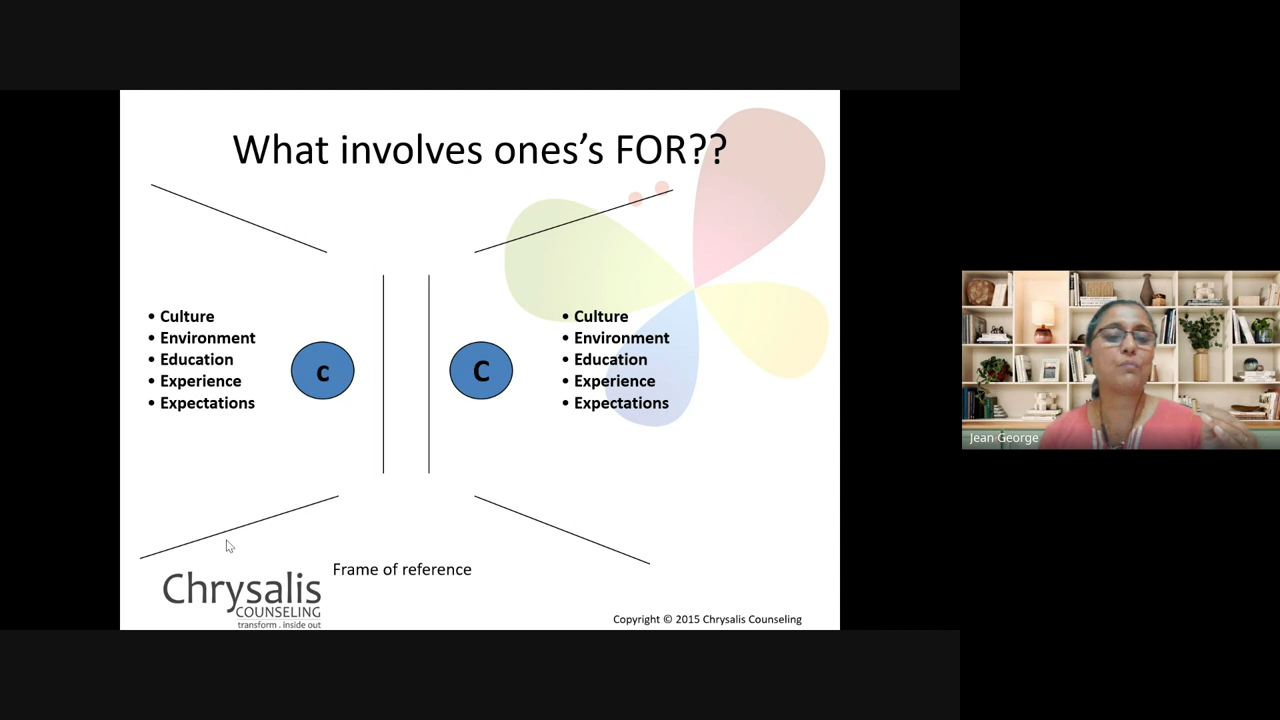 What involves ones's FOR??
• Culture
• Environment
• Education
• Experience
• Expectations
c
C
• Culture
• Environment
• Education
• Experience
• Expectations
Frame of reference
Chrysalis
COUNSELING
transform . inside out
Copyright © 2015 Chrysalis Counseling
Jean George